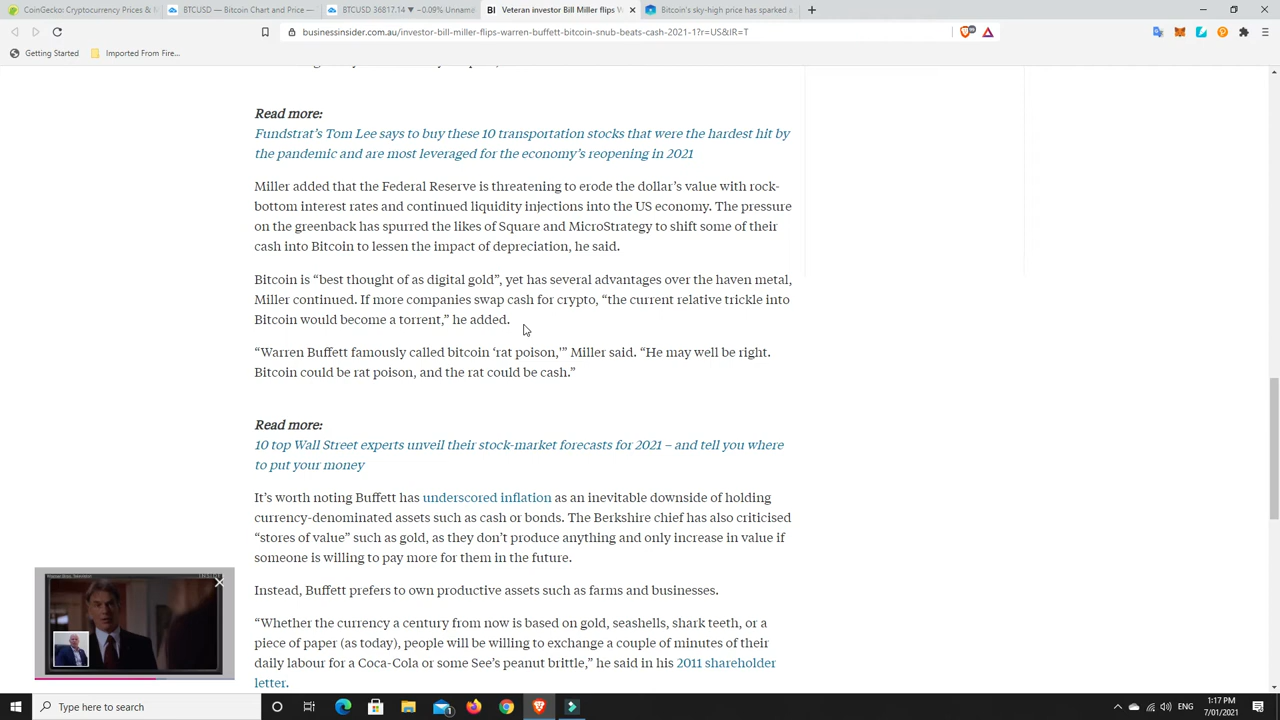 CoinGecko: Cryptocurrency Prices & M
BTCUSD — Bitcoin Chart and Price —
BTCUSD 36817.14 ▼ −0.09% Unname
BI Veteran investor Bill Miller flips W
Bitcoin's sky-high price has sparked a
businessinsider.com.au/investor-bill-miller-flips-warren-buffett-bitcoin-snub-beats-cash-2021-1?r=US&IR=T
Getting Started
Imported From Fire...
Read more:
Fundstrat's Tom Lee says to buy these 10 transportation stocks that were the hardest hit by
the pandemic and are most leveraged for the economy's reopening in 2021
Miller added that the Federal Reserve is threatening to erode the dollar's value with rock-
bottom interest rates and continued liquidity injections into the US economy. The pressure
on the greenback has spurred the likes of Square and MicroStrategy to shift some of their
cash into Bitcoin to lessen the impact of depreciation, he said.
Bitcoin is “best thought of as digital gold”, yet has several advantages over the haven metal,
Miller continued. If more companies swap cash for crypto, “the current relative trickle into
Bitcoin would become a torrent,” he added.
“Warren Buffett famously called bitcoin ‘rat poison,'” Miller said. “He may well be right.
Bitcoin could be rat poison, and the rat could be cash.”
Read more:
10 top Wall Street experts unveil their stock-market forecasts for 2021 – and tell you where
to put your money
It's worth noting Buffett has underscored inflation as an inevitable downside of holding
currency-denominated assets such as cash or bonds. The Berkshire chief has also criticised
“stores of value” such as gold, as they don't produce anything and only increase in value if
someone is willing to pay more for them in the future.
Instead, Buffett prefers to own productive assets such as farms and businesses.
“Whether the currency a century from now is based on gold, seashells, shark teeth, or a
piece of paper (as today), people will be willing to exchange a couple of minutes of their
daily labour for a Coca-Cola or some See's peanut brittle,” he said in his 2011 shareholder
letter.
Type here to search
ENG
1:17 PM
7/01/2021